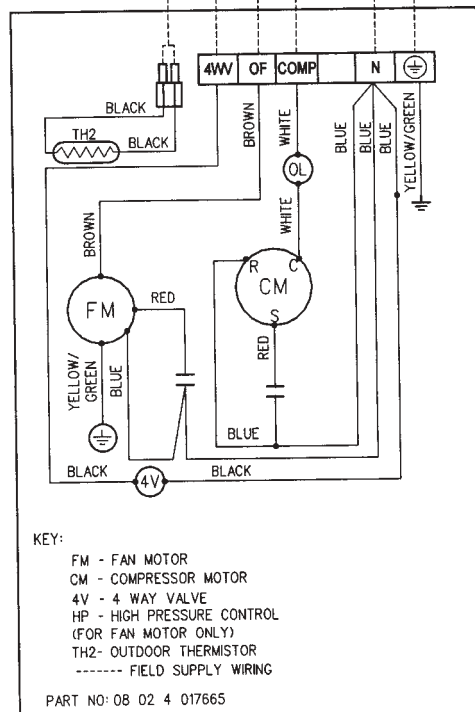 4WV OF COMP N
BLACK
TH2
BLACK
BROWN
WHITE
BLUE
BLUE
BLUE
YELLOW/GREEN
OL
WHITE
BROWN
R C
CM
S
FM
RED
RED
YELLOW/
GREEN
BLUE
BLUE
BLACK
4V
BLACK
KEY:
FM - FAN MOTOR
CM - COMPRESSOR MOTOR
4V - 4 WAY VALVE
HP - HIGH PRESSURE CONTROL
(FOR FAN MOTOR ONLY)
TH2- OUTDOOR THERMISTOR
------- FIELD SUPPLY WIRING
PART NO: 08 02 4 017665